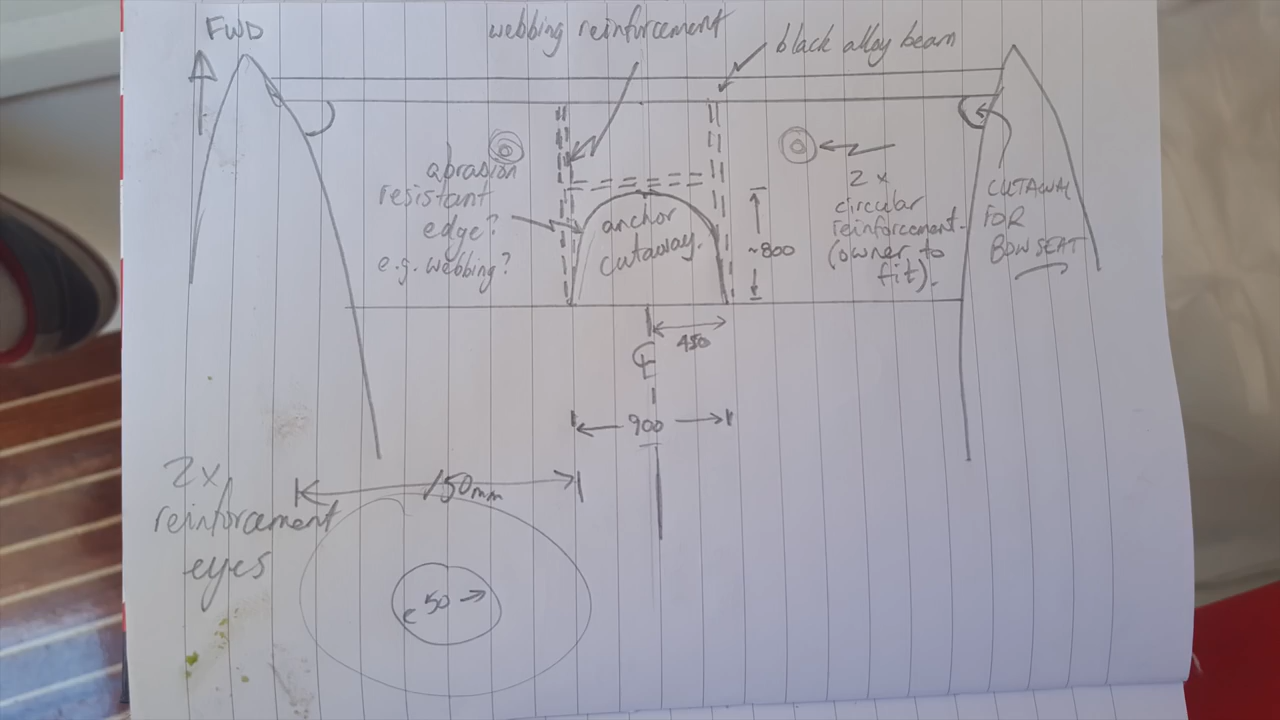 FWD
webbing reinforcement
black alloy beam
abrasion
resistant
edge?
e.g. webbing?
anchor
cutaway.
~800
2 x
circular
reinforcement.
(owner to
fit).
CUTAWAY
FOR
BOW SEAT
450
℄
900
2x
reinforcement
eyes
150mm
50